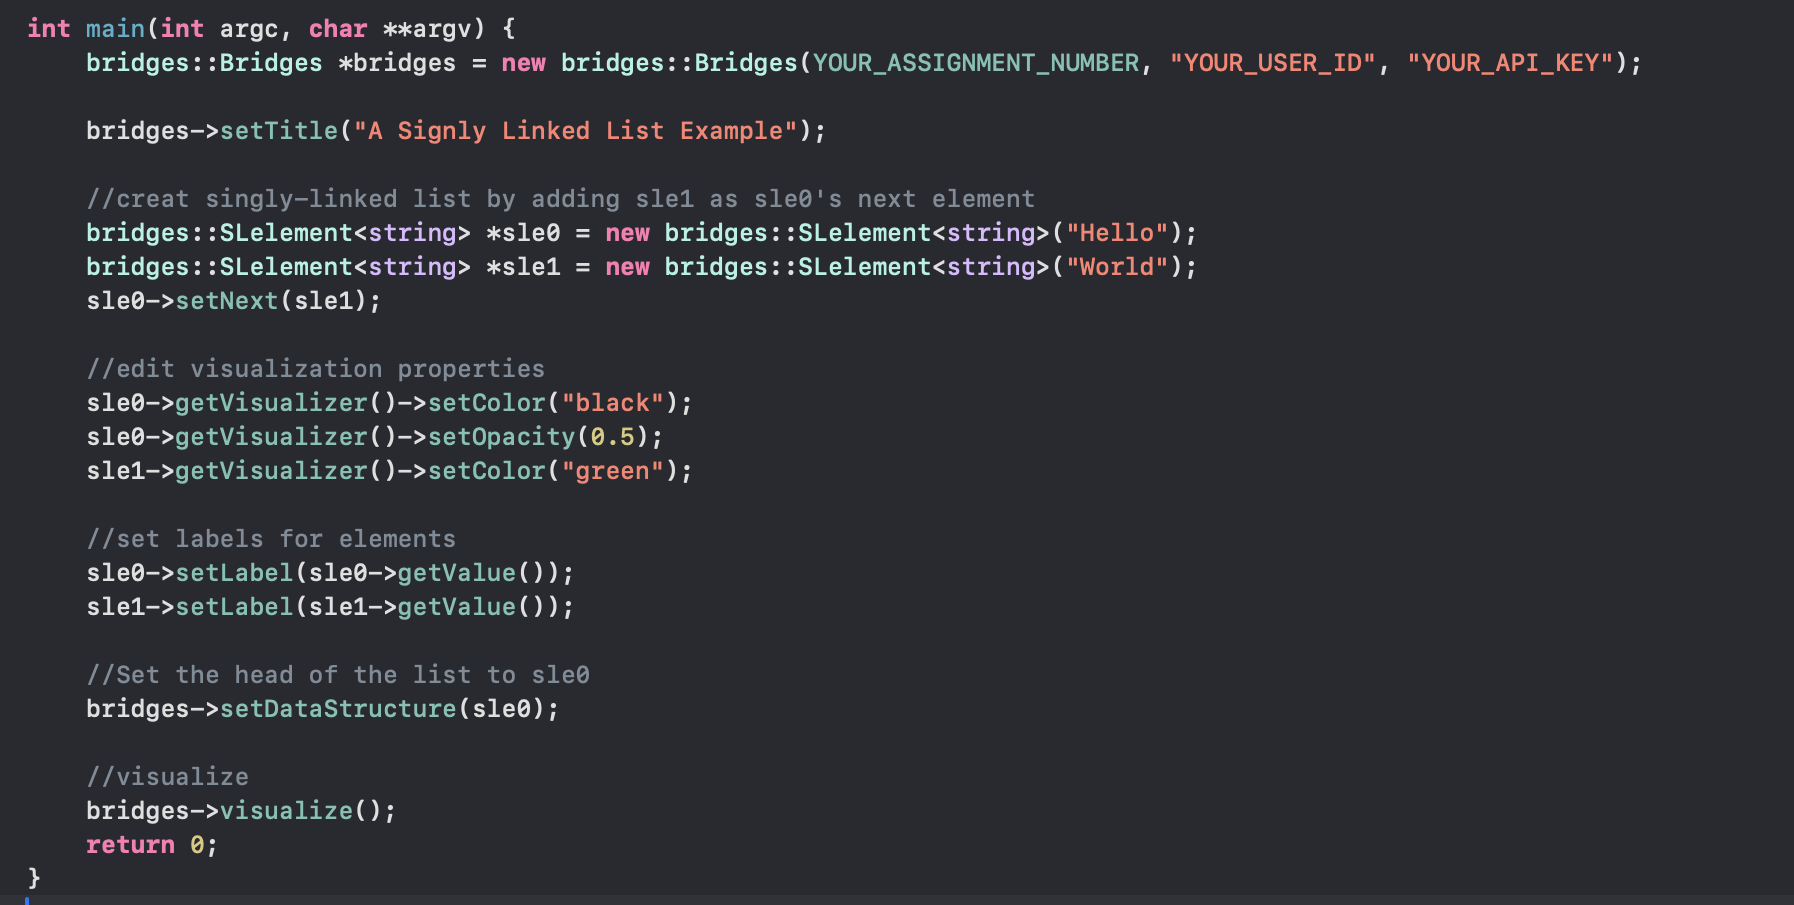 int main(int argc, char **argv) {
    bridges::Bridges *bridges = new bridges::Bridges(YOUR_ASSIGNMENT_NUMBER, "YOUR_USER_ID", "YOUR_API_KEY");

    bridges->setTitle("A Signly Linked List Example");

    //creat singly-linked list by adding sle1 as sle0's next element
    bridges::SLelement<string> *sle0 = new bridges::SLelement<string>("Hello");
    bridges::SLelement<string> *sle1 = new bridges::SLelement<string>("World");
    sle0->setNext(sle1);

    //edit visualization properties
    sle0->getVisualizer()->setColor("black");
    sle0->getVisualizer()->setOpacity(0.5);
    sle1->getVisualizer()->setColor("green");

    //set labels for elements
    sle0->setLabel(sle0->getValue());
    sle1->setLabel(sle1->getValue());

    //Set the head of the list to sle0
    bridges->setDataStructure(sle0);

    //visualize
    bridges->visualize();
    return 0;
}